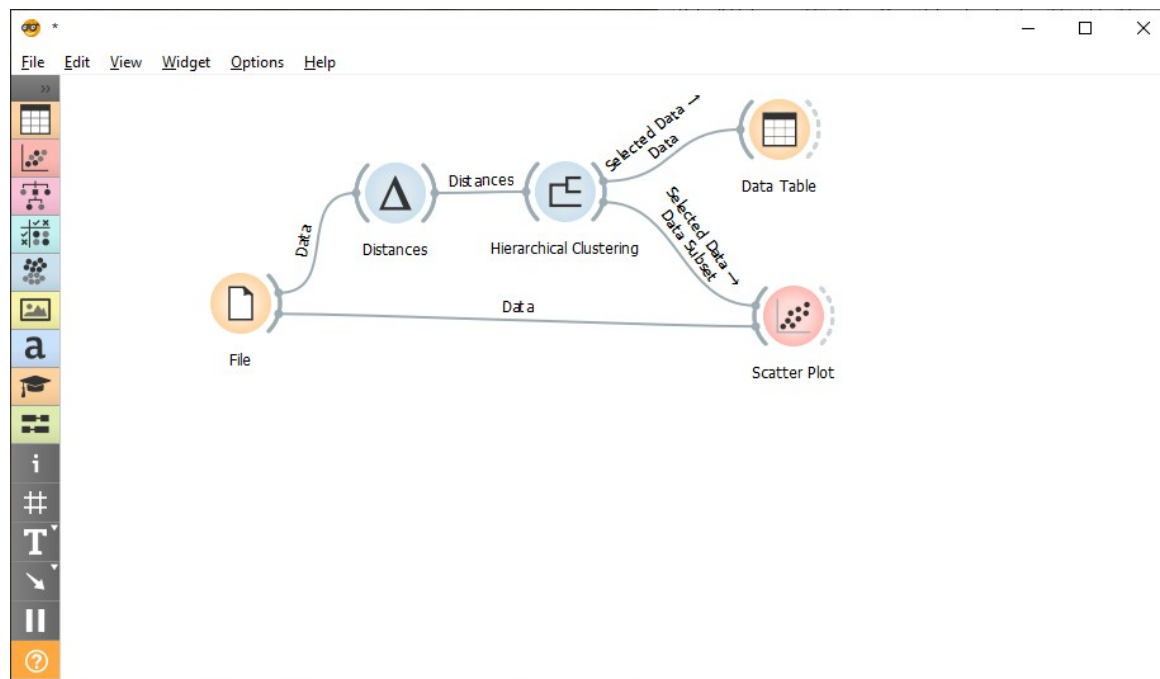 *
File Edit View Widget Options Help
»
Selected Data →
Data
Data Table
Distances
Data
Distances
Hierarchical Clustering
Selected Data →
Data Subset
Data
File
Scatter Plot
a
i
#
T
?